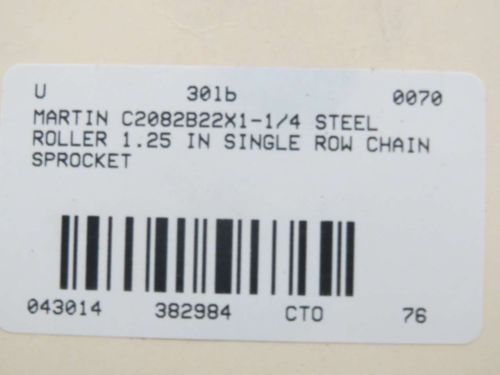 U 301b 0070
MARTIN C2082B22X1-1/4 STEEL
ROLLER 1.25 IN SINGLE ROW CHAIN
SPROCKET
043014 382984 CTO 76